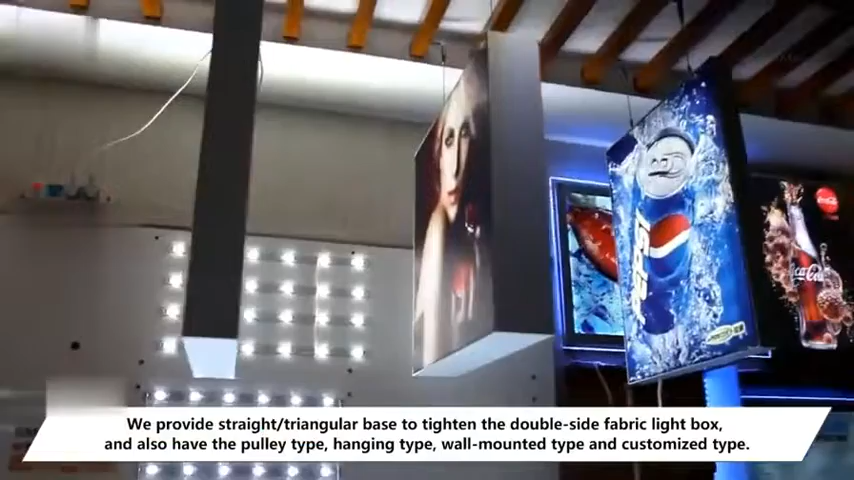 PEPSI
Coca-Cola
We provide straight/triangular base to tighten the double-side fabric light box,
and also have the pulley type, hanging type, wall-mounted type and customized type.